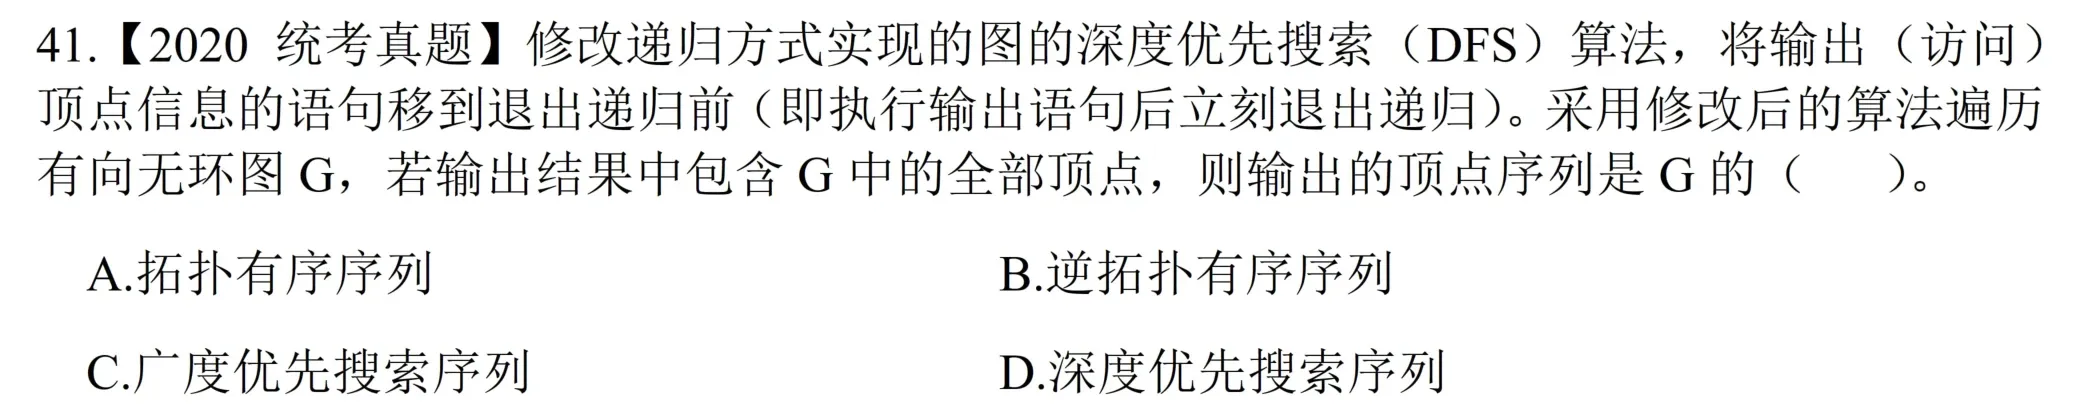 41.【2020 统考真题】修改递归方式实现的图的深度优先搜索（DFS）算法，将输出（访问）
顶点信息的语句移到退出递归前（即执行输出语句后立刻退出递归）。采用修改后的算法遍历
有向无环图 G，若输出结果中包含 G 中的全部顶点，则输出的顶点序列是 G 的（　　）。
A.拓扑有序序列　　B.逆拓扑有序序列
C.广度优先搜索序列　　D.深度优先搜索序列